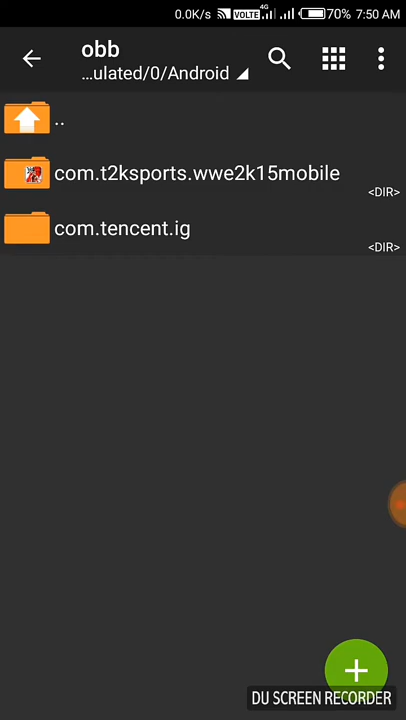 0.0K/s VOLTE 4G 70% 7:50 AM
obb
...ulated/0/Android
..
com.t2ksports.wwe2k15mobile
<DIR>
com.tencent.ig
<DIR>
DU SCREEN RECORDER